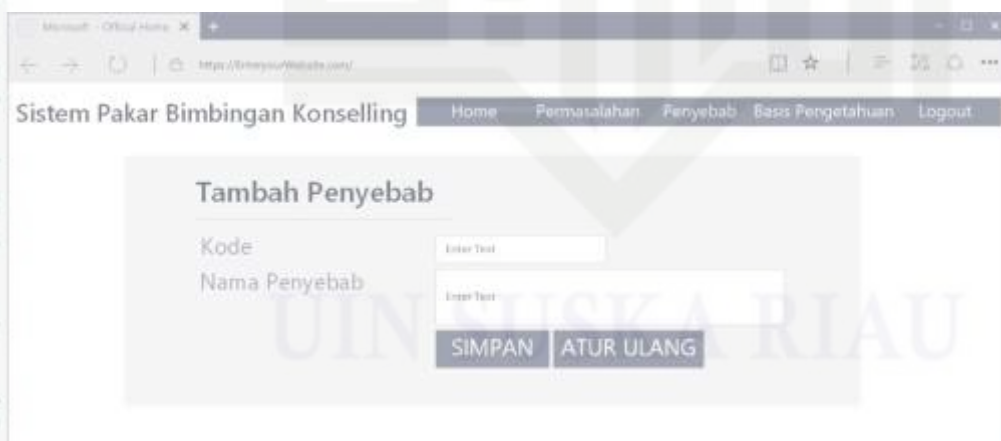 Microsoft - Official Home
https://EnteryourWebsite.com/
Sistem Pakar Bimbingan Konselling
Home Permasalahan Penyebab Basis Pengetahuan Logout
Tambah Penyebab
Kode Enter Text
Nama Penyebab Enter Text
SIMPAN ATUR ULANG
UIN SUSKA RIAU